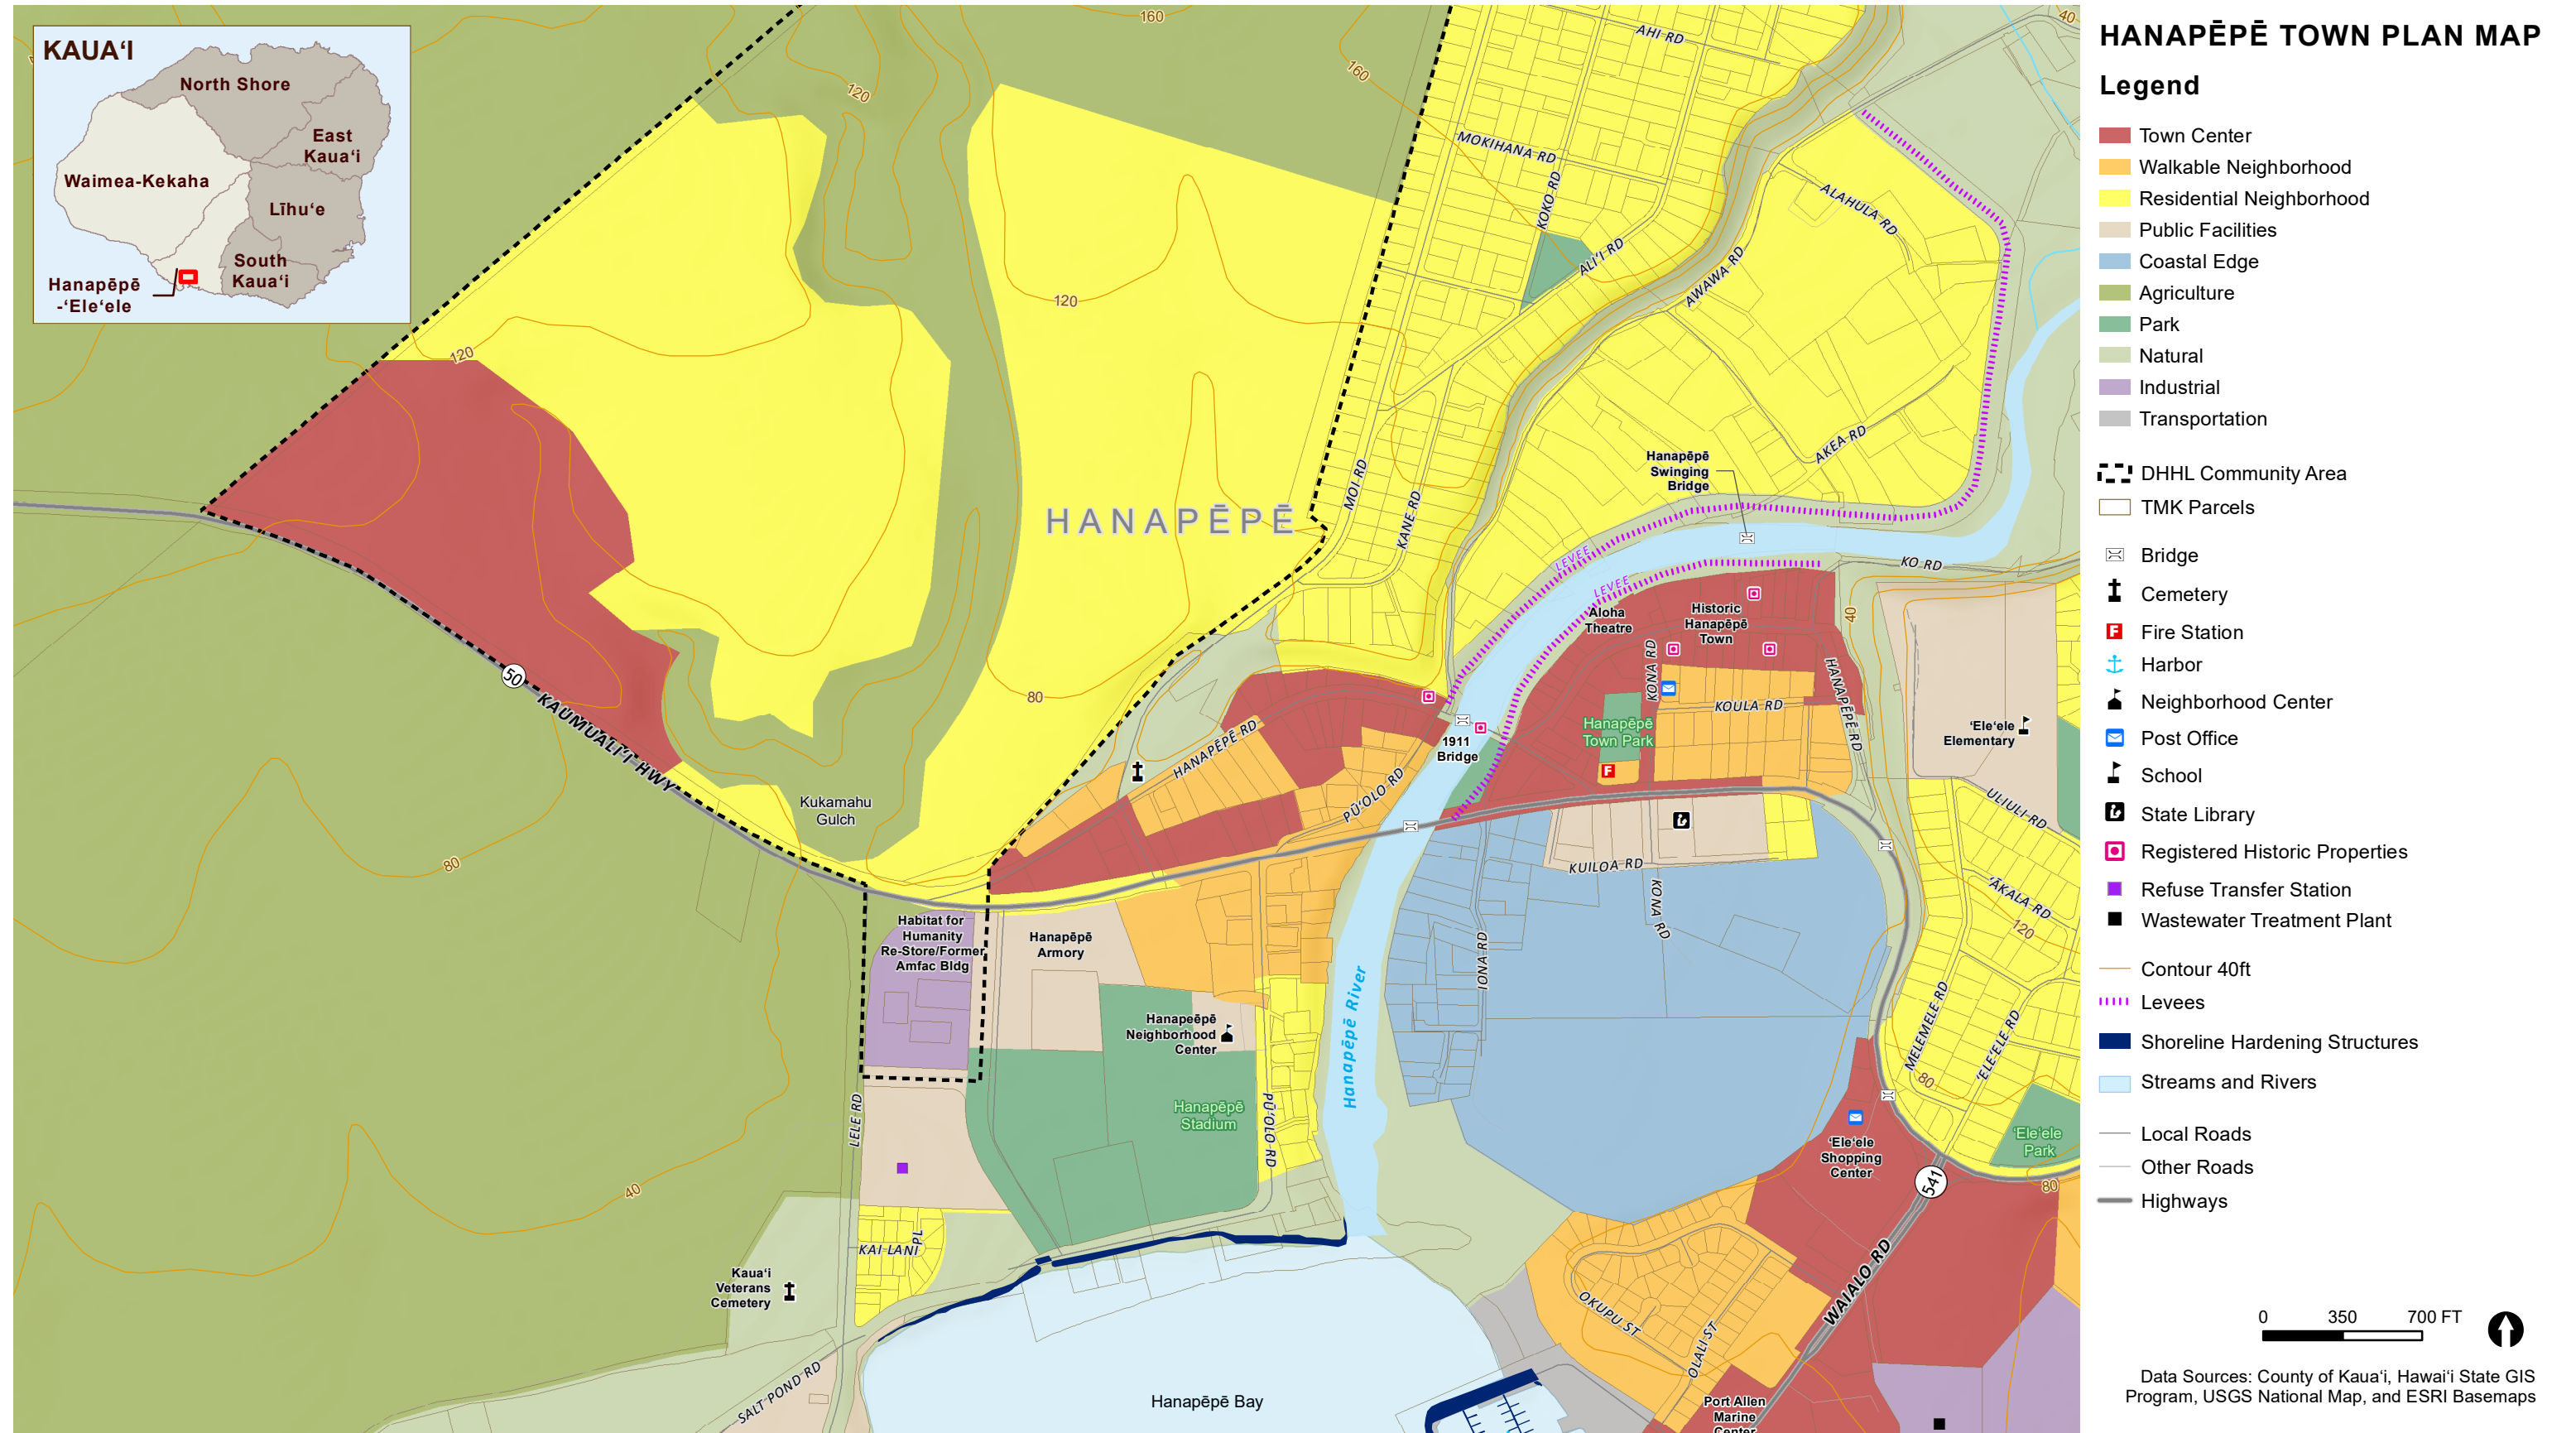 HANAPĒPĒ TOWN PLAN MAP
Legend
Town Center
Walkable Neighborhood
Residential Neighborhood
Public Facilities
Coastal Edge
Agriculture
Park
Natural
Industrial
Transportation
DHHL Community Area
TMK Parcels
Bridge
Cemetery
F Fire Station
Harbor
Neighborhood Center
Post Office
School
State Library
Registered Historic Properties
Refuse Transfer Station
Wastewater Treatment Plant
Contour 40ft
Levees
Shoreline Hardening Structures
Streams and Rivers
Local Roads
Other Roads
Highways
0 350 700 FT
Data Sources: County of Kauaʻi, Hawaiʻi State GIS
Program, USGS National Map, and ESRI Basemaps
KAUAʻI
North Shore
East
Kauaʻi
Waimea-Kekaha
Līhuʻe
South
Kauaʻi
Hanapēpē
-ʻEleʻele
160
40
AHI RD
160
120
MOKIHANA RD
KOKO RD
ALAHULA RD
ALIʻI RD
AWAWA RD
120
120
AKEA RD
Hanapēpē
Swinging
Bridge
MOI RD
KANE RD
HANAPĒPĒ
LEVEE
LEVEE
KO RD
Aloha
Theatre
Historic
Hanapēpē
Town
40
KONA RD
HANAPĒPĒ RD
50
KAUMUALIʻI HWY
80
HANAPĒPĒ RD
KOULA RD
Hanapēpē
Town Park
F
1911
Bridge
ʻEleʻele
Elementary
PŪʻOLO RD
Kukamahu
Gulch
ULIULI RD
80
KUILOA RD
KONA RD
IONA RD
ʻĀKALA RD
120
Habitat for
Humanity
Re-Store/Former
Amfac Bldg
Hanapēpē
Armory
Hanapēpē River
MELEMELE RD
ʻELEʻELE RD
80
Hanapeēpē
Neighborhood
Center
Hanapēpē
Stadium
PŪʻOLO RD
LELE RD
ʻEleʻele
Shopping
Center
ʻEleʻele
Park
541
80
40
KAI LANI PL
Kauaʻi
Veterans
Cemetery
OKUPU ST
OLALI ST
WAIALO RD
SALT POND RD
Hanapēpē Bay
Port Allen
Marine
Center